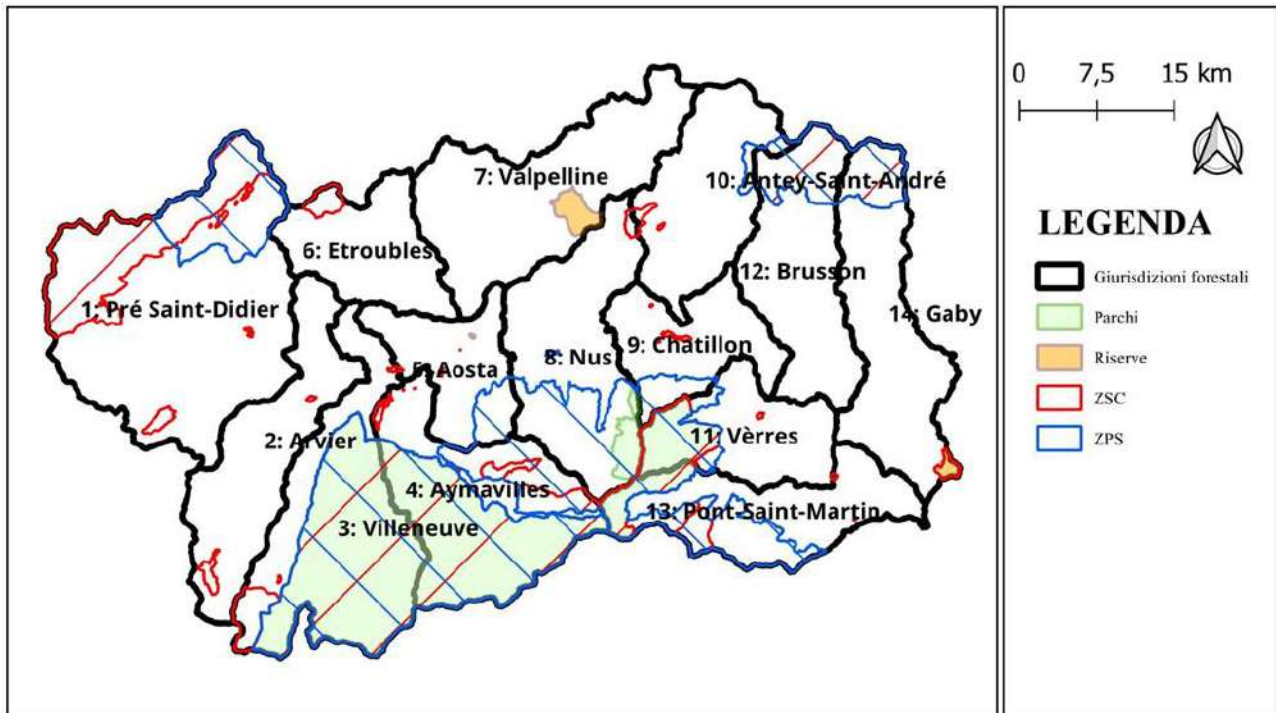 7: Valpelline
10: Antey-Saint-André
6: Etroubles
12: Brusson
1: Pré Saint-Didier
14: Gaby
9: Chatillon
8: Nus
5: Aosta
2: Arvier
11: Vèrres
4: Aymavilles
13: Pont-Saint-Martin
3: Villeneuve
0 7,5 15 km
LEGENDA
Giurisdizioni forestali
Parchi
Riserve
ZSC
ZPS